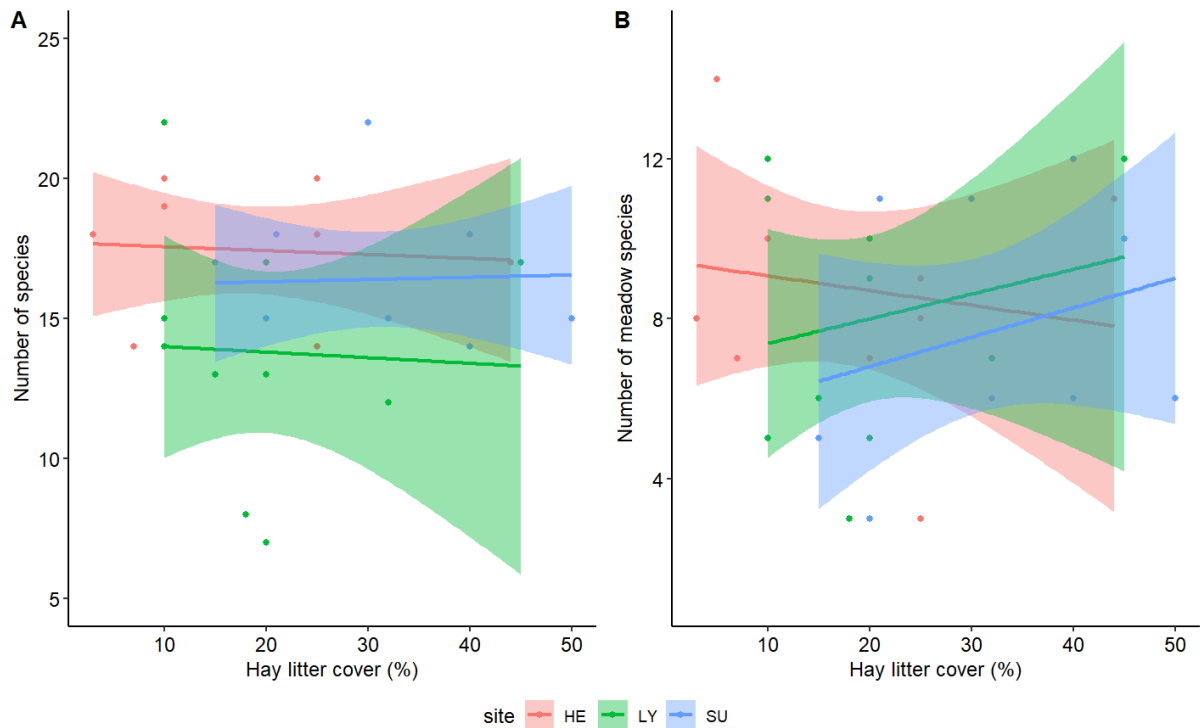 A
Number of species
25
20
15
10
5
10 20 30 40 50
Hay litter cover (%)
B
Number of meadow species
12
8
4
10 20 30 40 50
Hay litter cover (%)
site HE LY SU